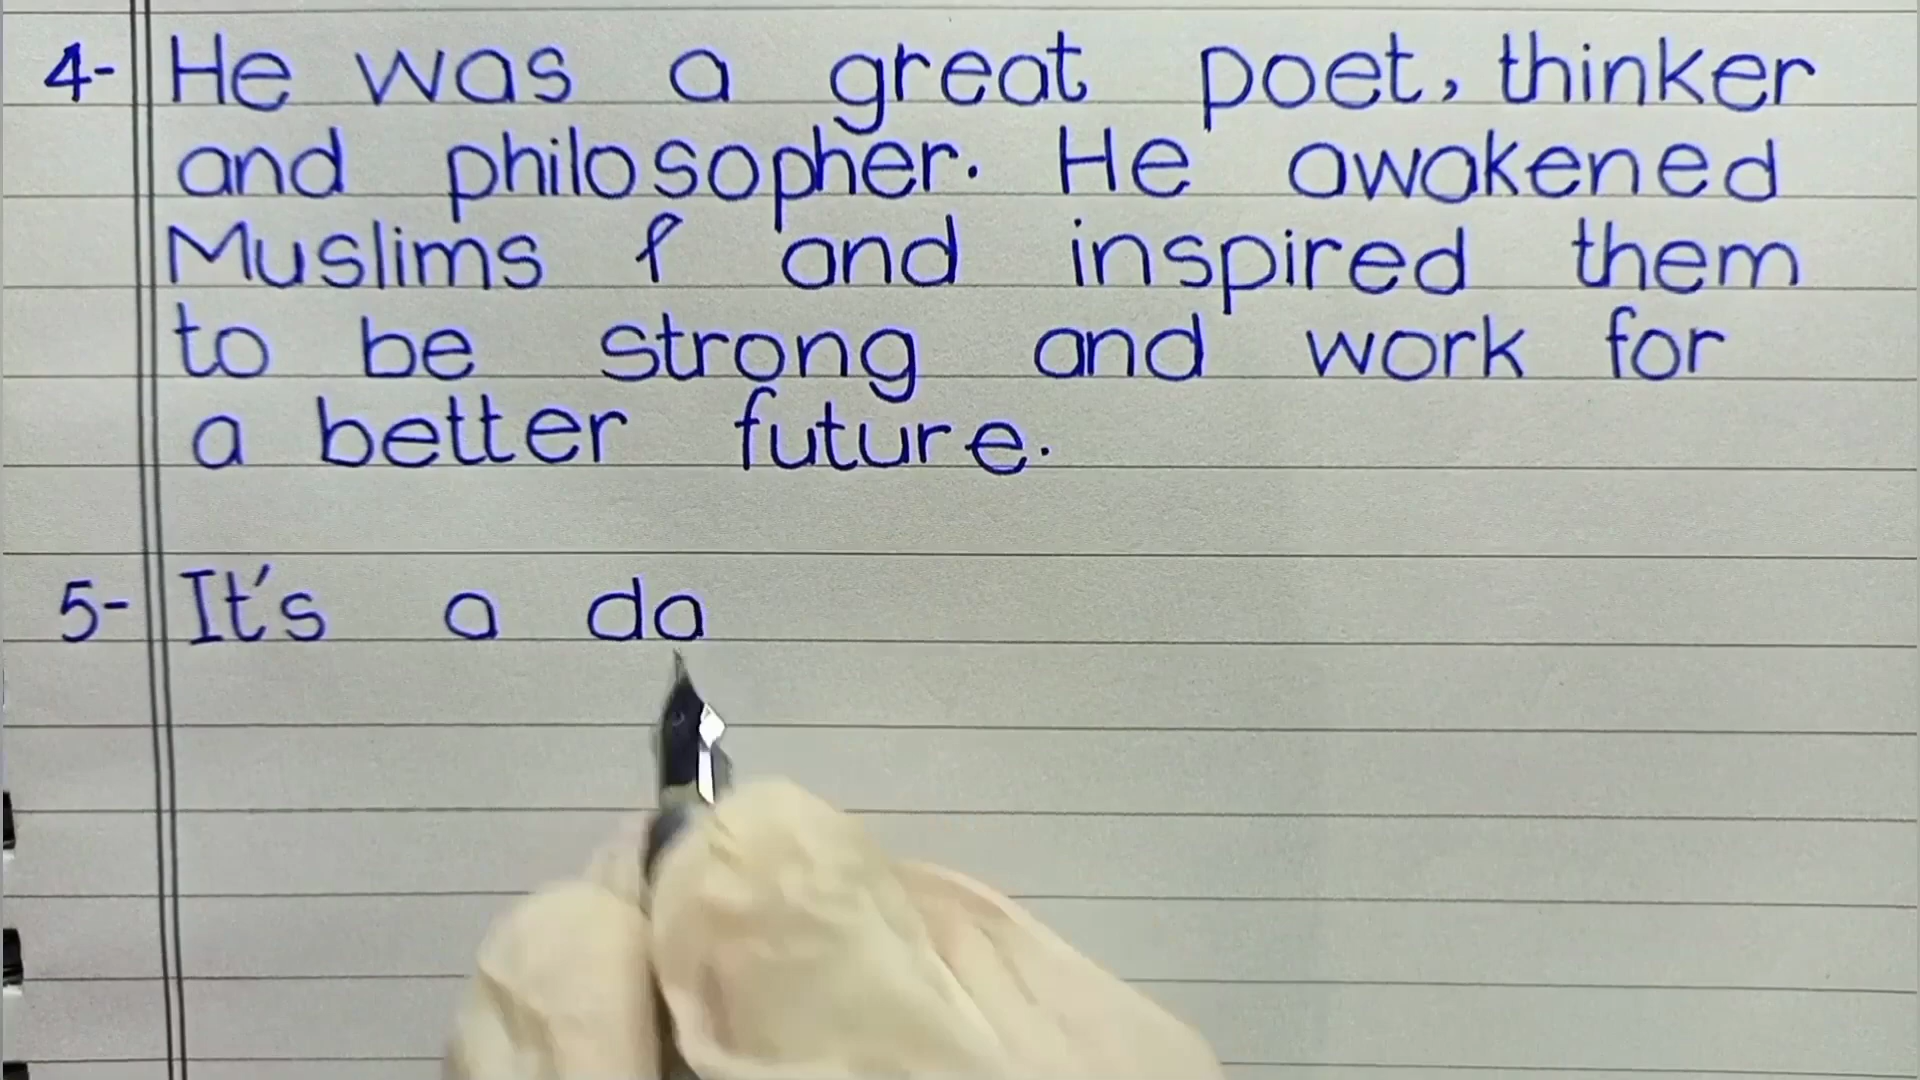 4- He was a great poet, thinker
and philosopher. He awakened
Muslims & and inspired them
to be strong and work for
a better future.
5- It's a da